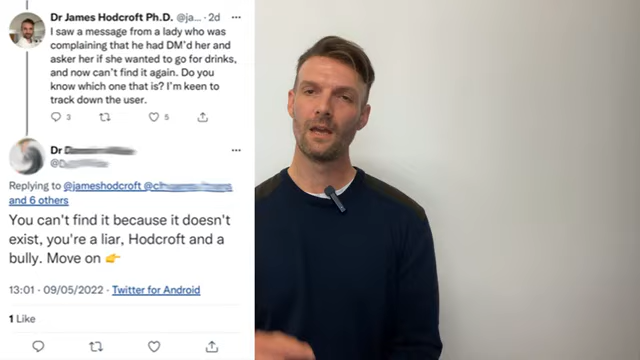 Dr James Hodcroft Ph.D. @ja... · 2d
I saw a message from a lady who was
complaining that he had DM'd her and
asker her if she wanted to go for drinks,
and now can't find it again. Do you
know which one that is? I'm keen to
track down the user.
3 5
Dr
Replying to @jameshodcroft
and 6 others
You can't find it because it doesn't
exist, you're a liar, Hodcroft and a
bully. Move on 👉
13:01 · 09/05/2022 · Twitter for Android
1 Like